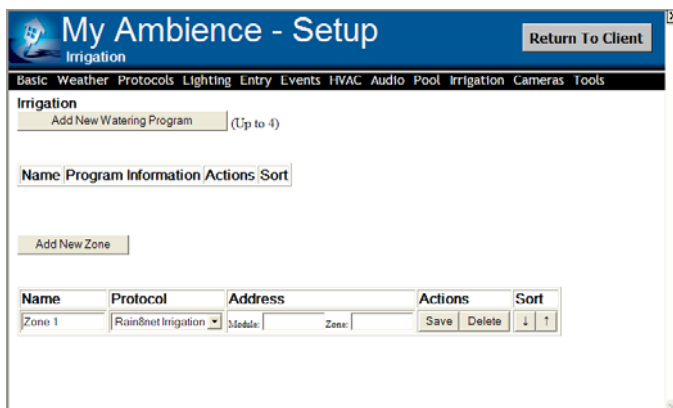 My Ambience - Setup
Irrigation
Return To Client
Basic Weather Protocols Lighting Entry Events HVAC Audio Pool Irrigation Cameras Tools
Irrigation
Add New Watering Program (Up to 4)
Name Program Information Actions Sort
Add New Zone
Name Protocol Address Actions Sort
Zone 1 Rain8net Irrigation Module: Zone: Save Delete ↓ ↑